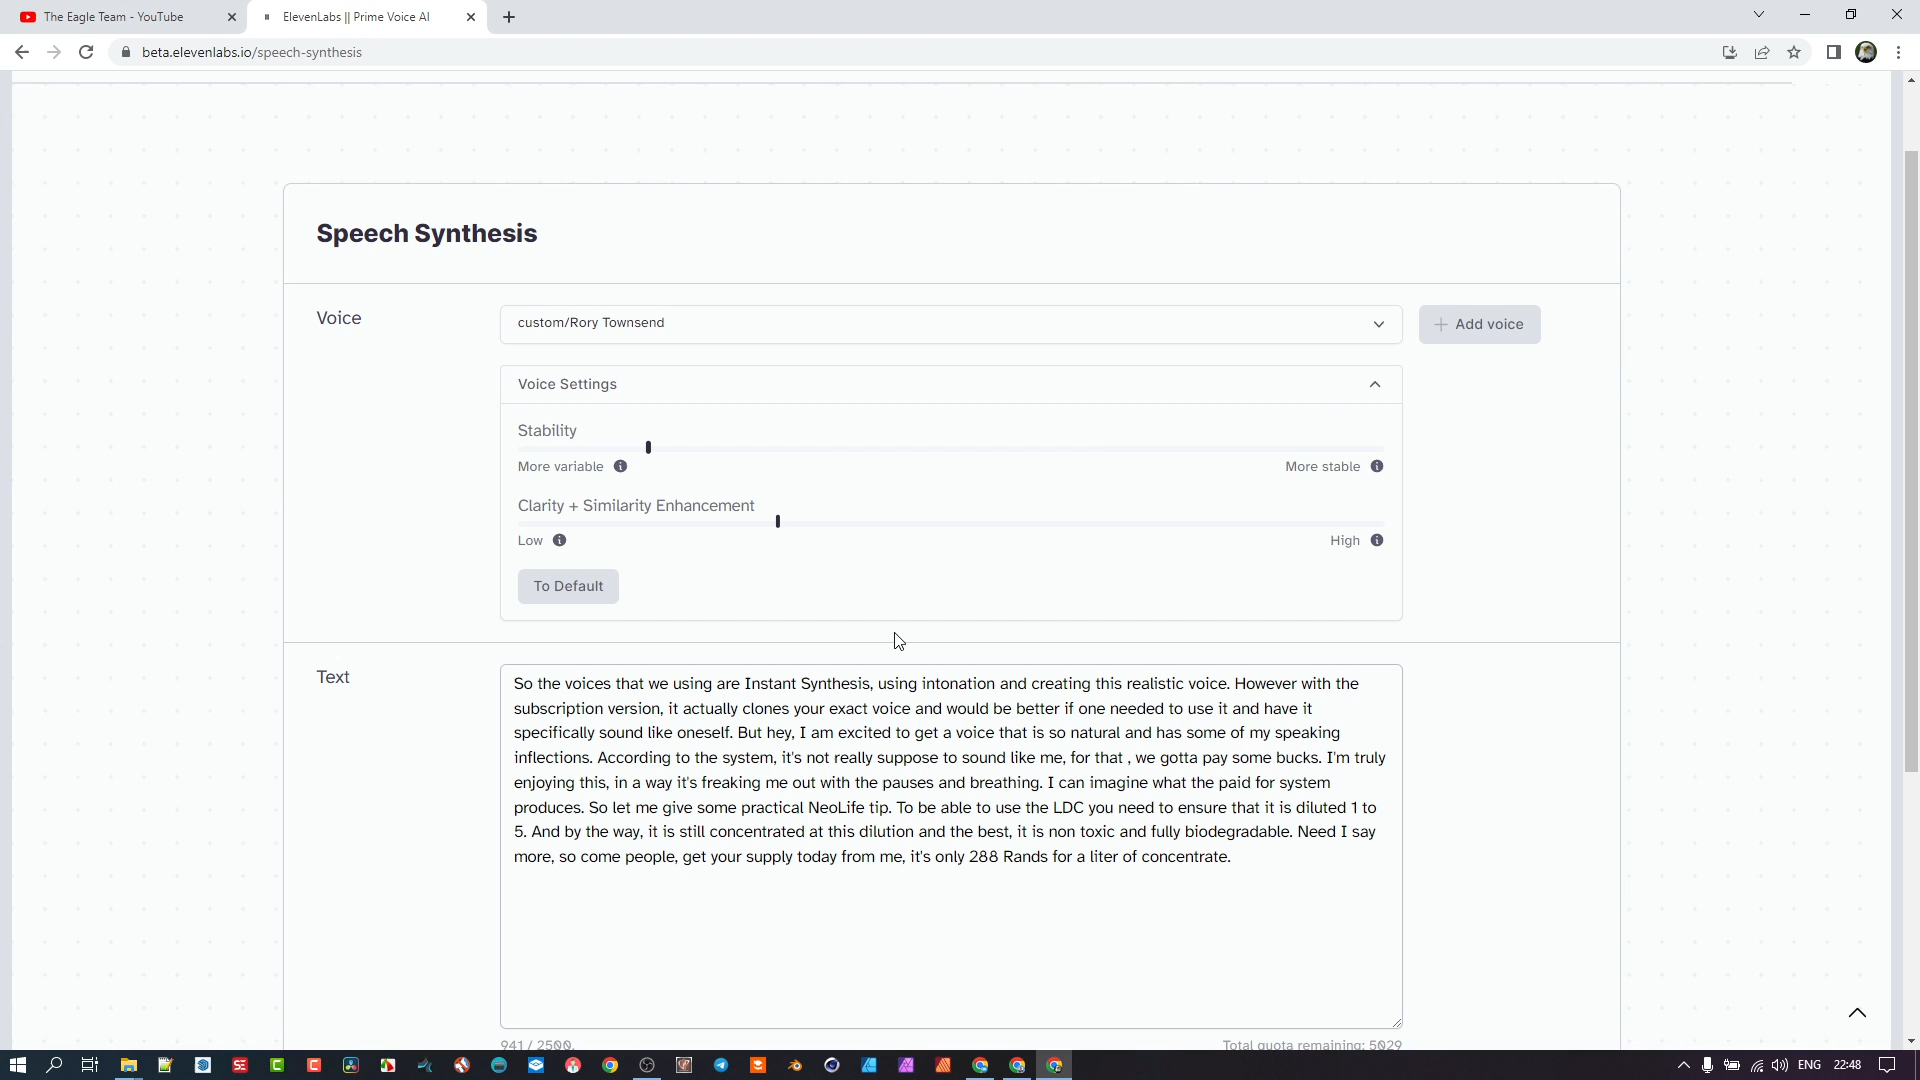 The Eagle Team - YouTube
ElevenLabs || Prime Voice AI
beta.elevenlabs.io/speech-synthesis
Speech Synthesis
Voice
custom/Rory Townsend
Add voice
Voice Settings
Stability
More variable
More stable
Clarity + Similarity Enhancement
Low
High
To Default
Text
So the voices that we using are Instant Synthesis, using intonation and creating this realistic voice. However with the
subscription version, it actually clones your exact voice and would be better if one needed to use it and have it
specifically sound like oneself. But hey, I am excited to get a voice that is so natural and has some of my speaking
inflections. According to the system, it's not really suppose to sound like me, for that , we gotta pay some bucks. I'm truly
enjoying this, in a way it's freaking me out with the pauses and breathing. I can imagine what the paid for system
produces. So let me give some practical NeoLife tip. To be able to use the LDC you need to ensure that it is diluted 1 to
5. And by the way, it is still concentrated at this dilution and the best, it is non toxic and fully biodegradable. Need I say
more, so come people, get your supply today from me, it's only 288 Rands for a liter of concentrate.
941 / 2500.
Total quota remaining: 5029
ENG
22:48